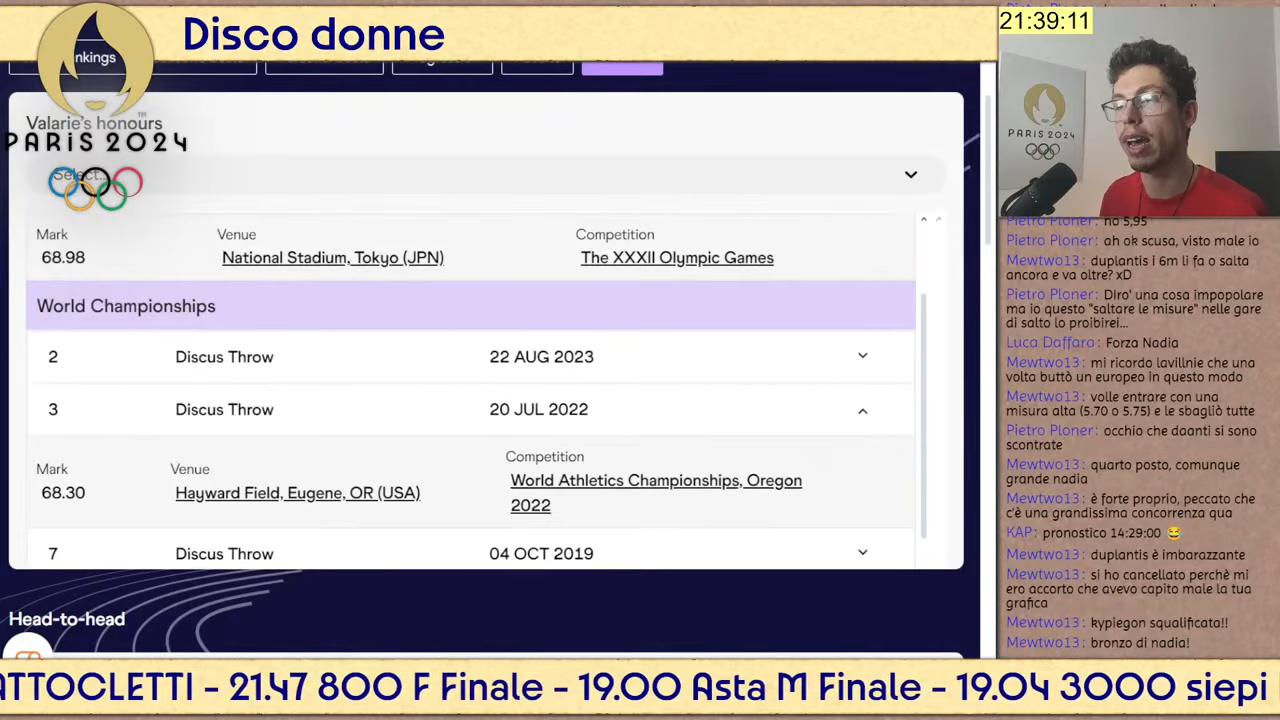 Disco donne
21:39:11
nkings
Valarie's honours
PARIS 2024
Select...
Mark
Venue
Competition
68.98
National Stadium, Tokyo (JPN)
The XXXII Olympic Games
World Championships
2 Discus Throw 22 AUG 2023
3 Discus Throw 20 JUL 2022
Mark
Venue
Competition
68.30
Hayward Field, Eugene, OR (USA)
World Athletics Championships, Oregon
2022
7 Discus Throw 04 OCT 2019
Head-to-head
PARIS 2024
Pietro Ploner: no 5,95
Pietro Ploner: ah ok scusa, visto male io
Mewtwo13: duplantis i 6m li fa o salta
ancora e va oltre? xD
Pietro Ploner: DIro' una cosa impopolare
ma io questo "saltare le misure" nelle gare
di salto lo proibirei...
Luca Daffara: Forza Nadia
Mewtwo13: mi ricordo lavillnie che una
volta buttò un europeo in questo modo
Mewtwo13: volle entrare con una
misura alta (5.70 o 5.75) e le sbagliò tutte
Pietro Ploner: occhio che daanti si sono
scontrate
Mewtwo13: quarto posto, comunque
grande nadia
Mewtwo13: è forte proprio, peccato che
c'è una grandissima concorrenza qua
KAP: pronostico 14:29:00 😂
Mewtwo13: duplantis è imbarazzante
Mewtwo13: si ho cancellato perchè mi
ero accorto che avevo capito male la tua
grafica
Mewtwo13: kypiegon squalificata!!
Mewtwo13: bronzo di nadia!
ATTOCLETTI - 21.47 800 F Finale - 19.00 Asta M Finale - 19.04 3000 siepi